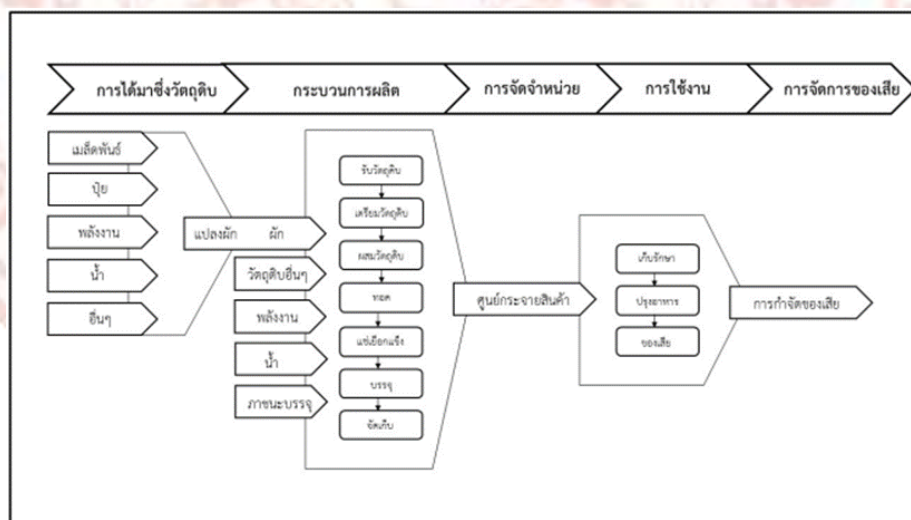 การได้มาซึ่งวัตถุดิบ
กระบวนการผลิต
การจัดจำหน่าย
การใช้งาน
การจัดการของเสีย
เมล็ดพันธ์
ปุ๋ย
พลังงาน
น้ำ
อื่นๆ
แปลงผัก ผัก
วัตถุดิบอื่นๆ
พลังงาน
น้ำ
ภาชนะบรรจุ
รับวัตถุดิบ
เตรียมวัตถุดิบ
ผสมวัตถุดิบ
ทอด
แช่เยือกแข็ง
บรรจุ
จัดเก็บ
ศูนย์กระจายสินค้า
เก็บรักษา
ปรุงอาหาร
ของเสีย
การกำจัดของเสีย